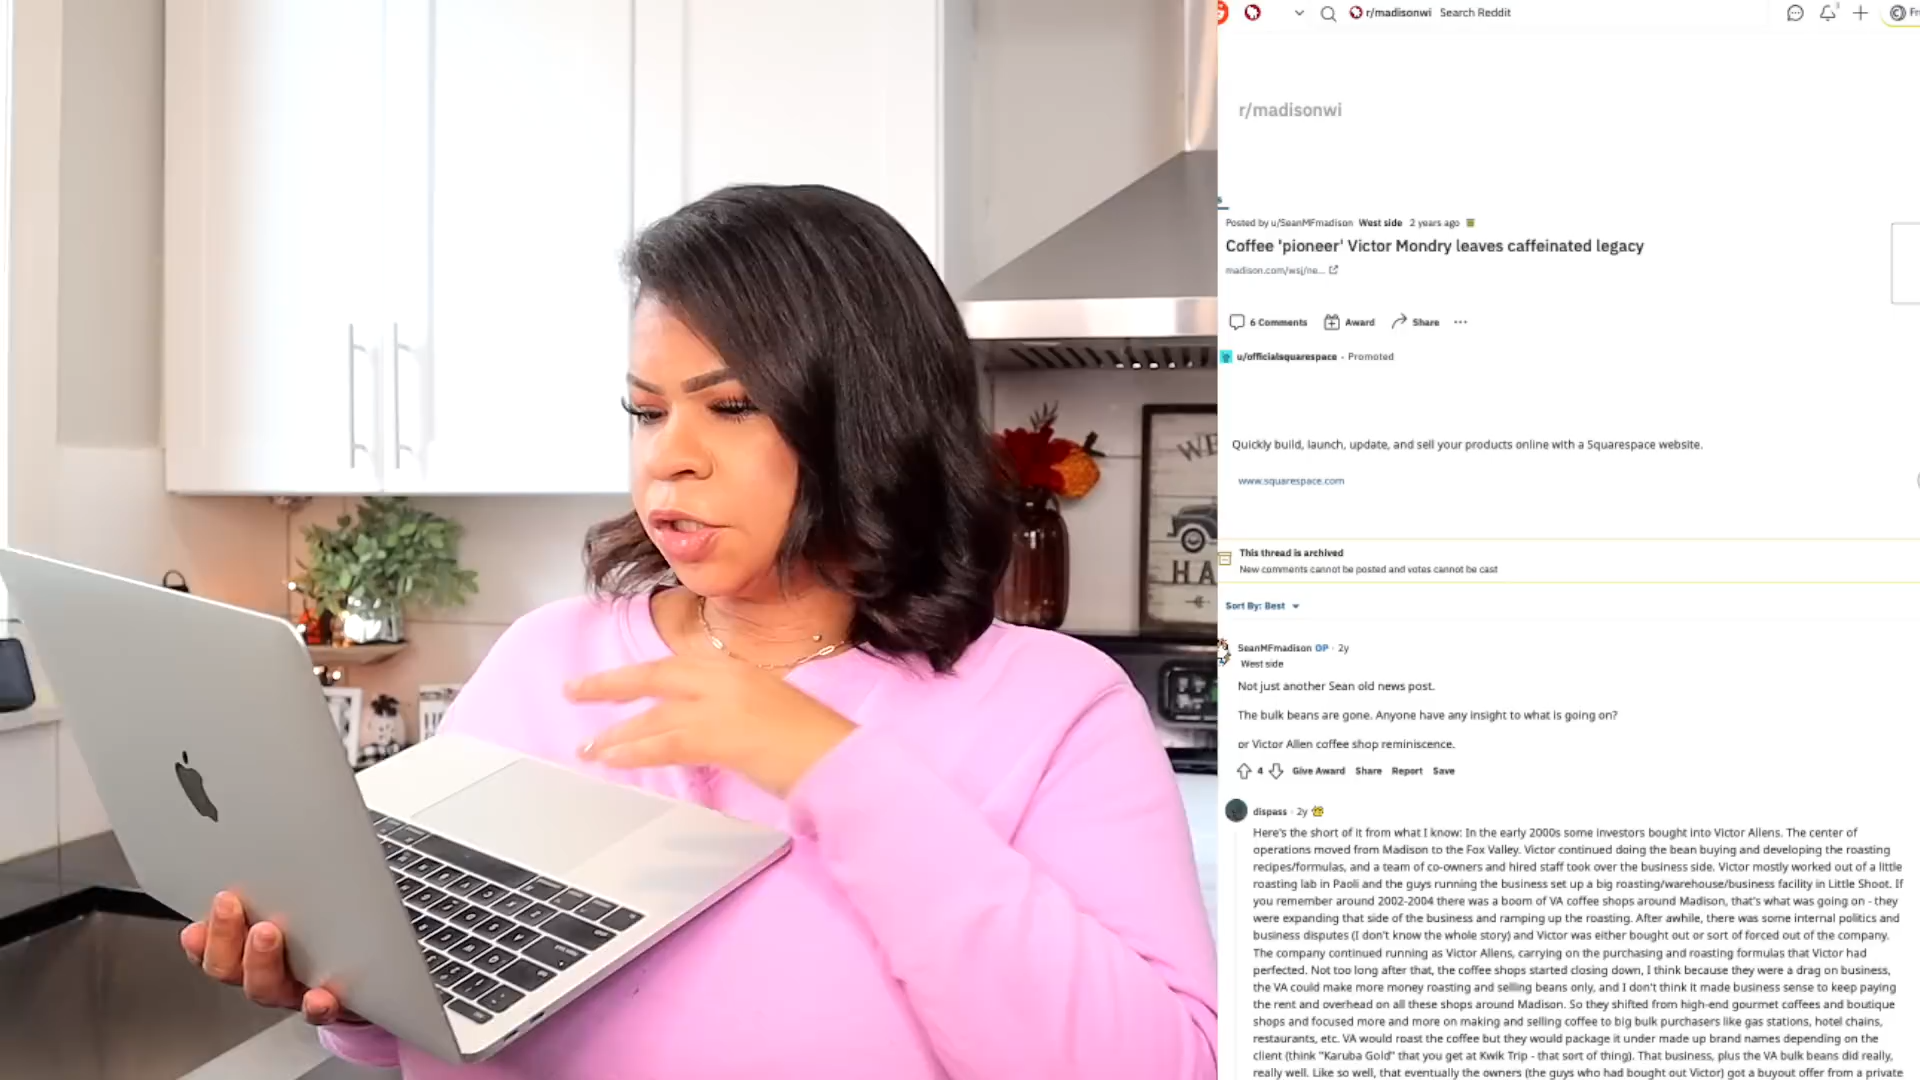 r/madisonwi Search Reddit
r/madisonwi
Posted by u/SeanMFmadison West side 2 years ago
Coffee 'pioneer' Victor Mondry leaves caffeinated legacy
madison.com/wsj/ne...
6 Comments Award Share ...
u/officialsquarespace - Promoted
Quickly build, launch, update, and sell your products online with a Squarespace website.
www.squarespace.com
This thread is archived
New comments cannot be posted and votes cannot be cast
Sort By: Best
SeanMFmadison OP · 2y
West side
Not just another Sean old news post.
The bulk beans are gone. Anyone have any insight to what is going on?
or Victor Allen coffee shop reminiscence.
4 Give Award Share Report Save
dispass · 2y
Here's the short of it from what I know: In the early 2000s some investors bought into Victor Allens. The center of
operations moved from Madison to the Fox Valley. Victor continued doing the bean buying and developing the roasting
recipes/formulas, and a team of co-owners and hired staff took over the business side. Victor mostly worked out of a little
roasting lab in Paoli and the guys running the business set up a big roasting/warehouse/business facility in Little Shoot. If
you remember around 2002-2004 there was a boom of VA coffee shops around Madison, that's what was going on - they
were expanding that side of the business and ramping up the roasting. After awhile, there was some internal politics and
business disputes (I don't know the whole story) and Victor was either bought out or sort of forced out of the company.
The company continued running as Victor Allens, carrying on the purchasing and roasting formulas that Victor had
perfected. Not too long after that, the coffee shops started closing down, I think because they were a drag on business,
the VA could make more money roasting and selling beans only, and I don't think it made business sense to keep paying
the rent and overhead on all these shops around Madison. So they shifted from high-end gourmet coffees and boutique
shops and focused more and more on making and selling coffee to big bulk purchasers like gas stations, hotel chains,
restaurants, etc. VA would roast the coffee but they would package it under made up brand names depending on the
client (think "Karuba Gold" that you get at Kwik Trip - that sort of thing). That business, plus the VA bulk beans did really,
really well. Like so well, that eventually the owners (the guys who had bought out Victor) got a buyout offer from a private
WE
HA